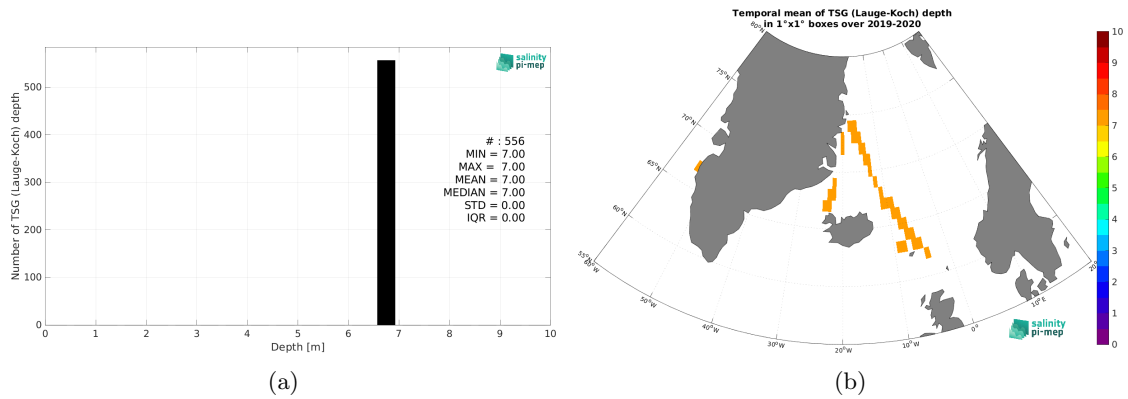 500
400
300
200
100
0
Number of TSG (Lauge-Koch) depth
salinity
pi-mep
# : 556
MIN = 7.00
MAX = 7.00
MEAN = 7.00
MEDIAN = 7.00
STD = 0.00
IQR = 0.00
0 1 2 3 4 5 6 7 8 9 10
Depth [m]
(a)
Temporal mean of TSG (Lauge-Koch) depth
in 1°x1° boxes over 2019-2020
80°N
75°N
70°N
65°N
60°N
55°N
60°W
50°W
40°W
30°W
20°W
10°W
0°
10°E
salinity
pi-mep
10
9
8
7
6
5
4
3
2
1
0
(b)